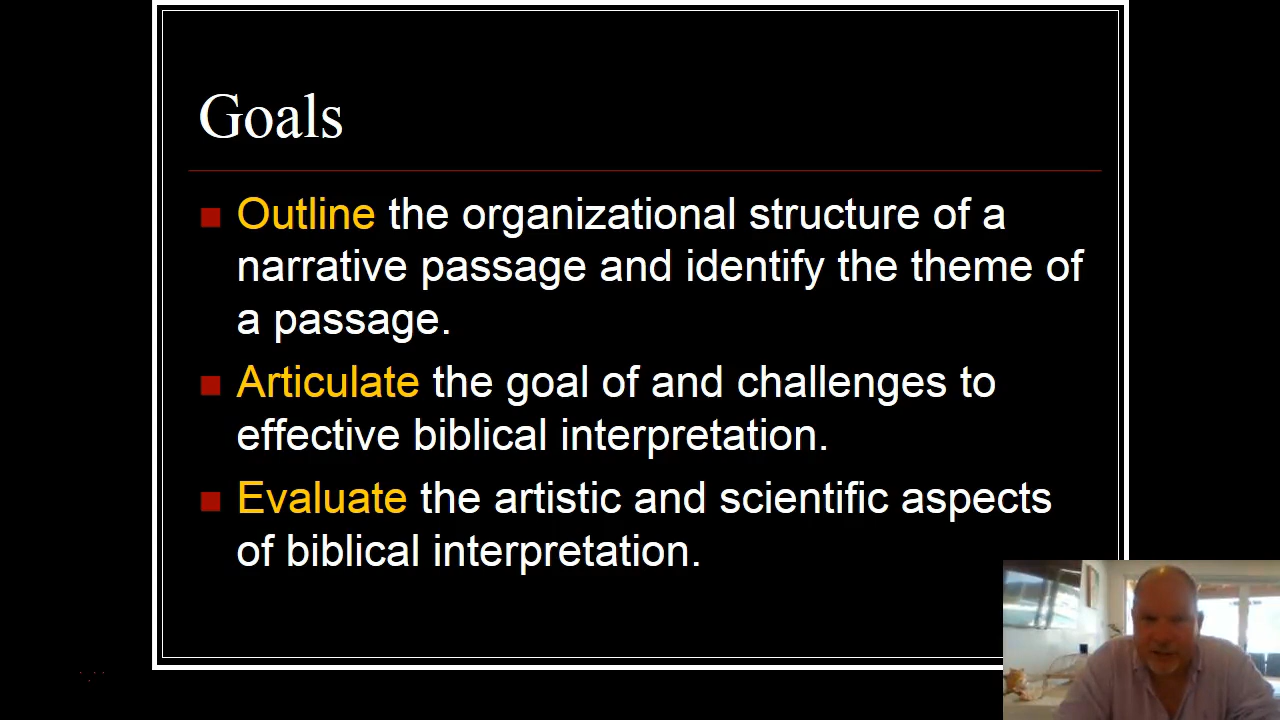 Goals
Outline the organizational structure of a
narrative passage and identify the theme of
a passage.
Articulate the goal of and challenges to
effective biblical interpretation.
Evaluate the artistic and scientific aspects
of biblical interpretation.